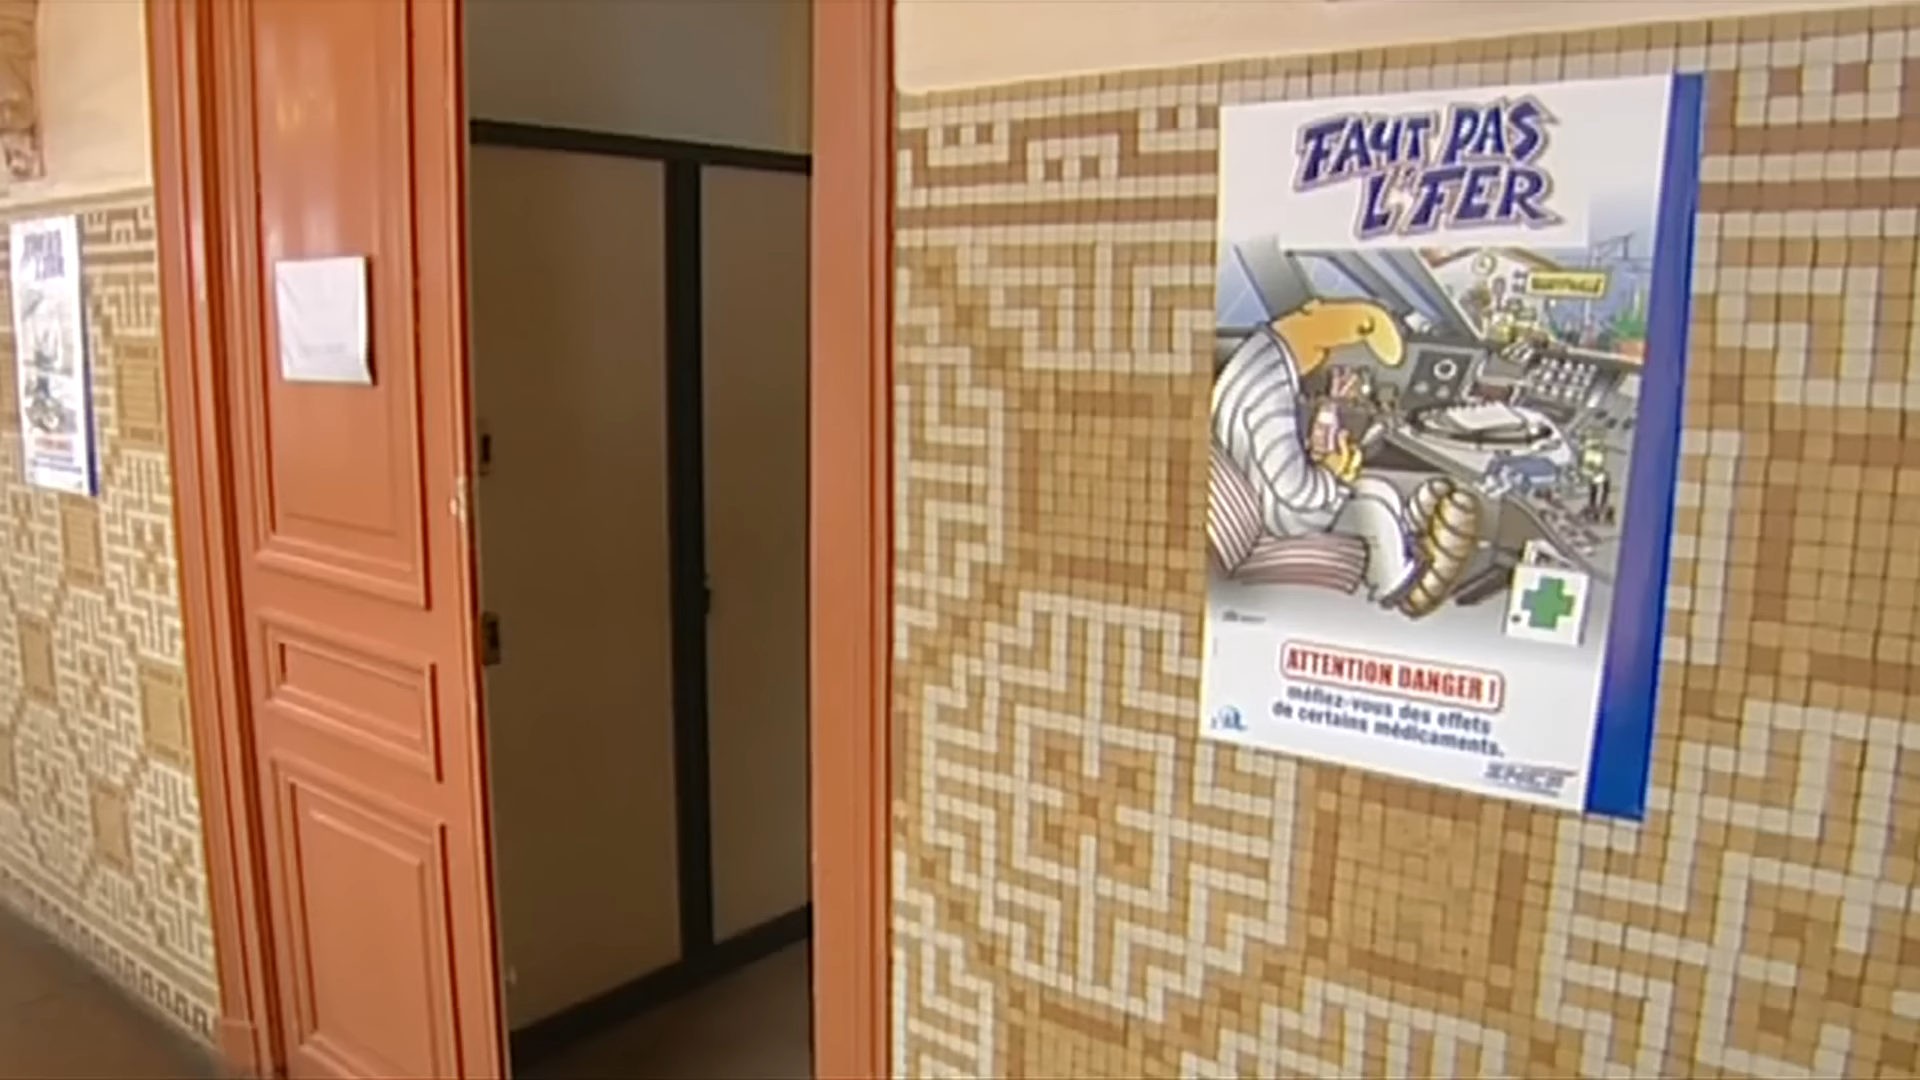 FAUT PAS
L'FER
ATTENTION DANGER !
méfiez-vous des effets
de certains médicaments.
SNCF